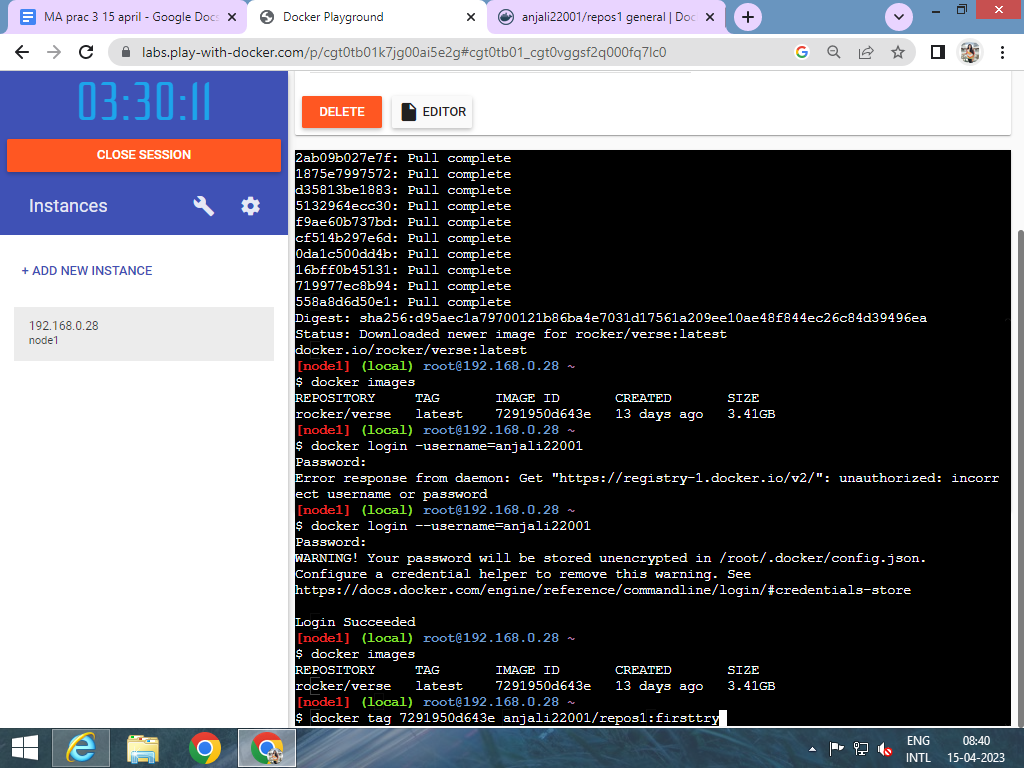 MA prac 3 15 april - Google Docs
Docker Playground
anjali22001/repos1 general | Doc
labs.play-with-docker.com/p/cgt0tb01k7jg00ai5e2g#cgt0tb01_cgt0vggsf2q000fq7lc0
03:30:11
CLOSE SESSION
Instances
+ ADD NEW INSTANCE
192.168.0.28
node1
DELETE
EDITOR
2ab09b027e7f: Pull complete
1875e7997572: Pull complete
d35813be1883: Pull complete
5132964ecc30: Pull complete
f9ae60b737bd: Pull complete
cf514b297e6d: Pull complete
0da1c500dd4b: Pull complete
16bff0b45131: Pull complete
719977ec8b94: Pull complete
558a8d6d50e1: Pull complete
Digest: sha256:d95aec1a79700121b86ba4e7031d17561a209ee10ae48f844ec26c84d39496ea
Status: Downloaded newer image for rocker/verse:latest
docker.io/rocker/verse:latest
[node1] (local) root@192.168.0.28 ~
$ docker images
REPOSITORY TAG IMAGE ID CREATED SIZE
rocker/verse latest 7291950d643e 13 days ago 3.41GB
[node1] (local) root@192.168.0.28 ~
$ docker login -username=anjali22001
Password:
Error response from daemon: Get "https://registry-1.docker.io/v2/": unauthorized: incorr
ect username or password
[node1] (local) root@192.168.0.28 ~
$ docker login --username=anjali22001
Password:
WARNING! Your password will be stored unencrypted in /root/.docker/config.json.
Configure a credential helper to remove this warning. See
https://docs.docker.com/engine/reference/commandline/login/#credentials-store
Login Succeeded
[node1] (local) root@192.168.0.28 ~
$ docker images
REPOSITORY TAG IMAGE ID CREATED SIZE
rocker/verse latest 7291950d643e 13 days ago 3.41GB
[node1] (local) root@192.168.0.28 ~
$ docker tag 7291950d643e anjali22001/repos1:firsttry
ENG
INTL
08:40
15-04-2023